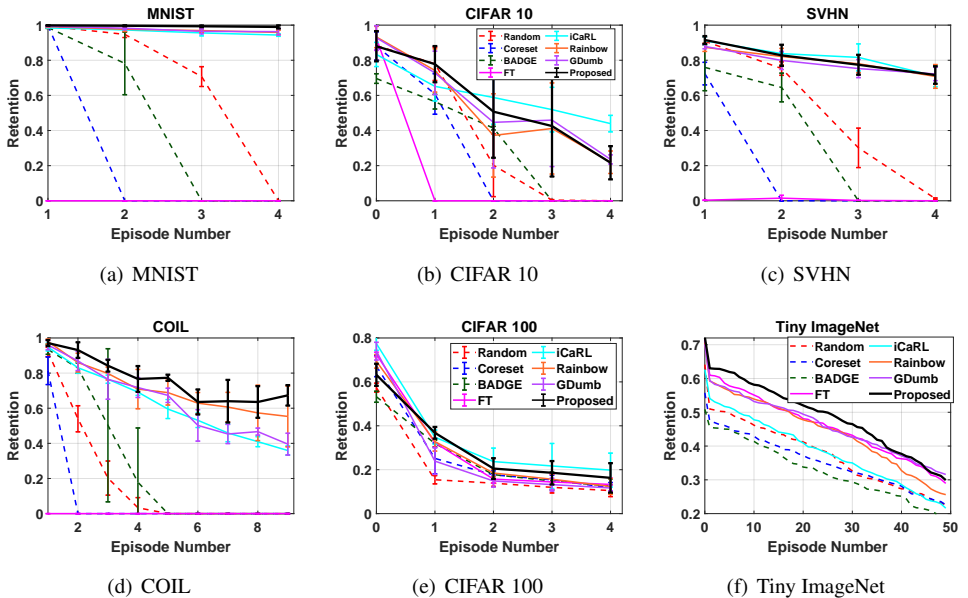 MNIST
Retention
1
0.8
0.6
0.4
0.2
0
1 2 3 4
Episode Number
(a) MNIST
CIFAR 10
Retention
1
0.8
0.6
0.4
0.2
0
Random
Coreset
BADGE
FT
iCaRL
Rainbow
GDumb
Proposed
0 1 2 3 4
Episode Number
(b) CIFAR 10
SVHN
Retention
1
0.8
0.6
0.4
0.2
0
1 2 3 4
Episode Number
(c) SVHN
COIL
Retention
1
0.8
0.6
0.4
0.2
0
2 4 6 8
Episode Number
(d) COIL
CIFAR 100
Retention
0.8
0.6
0.4
0.2
0
Random
Coreset
BADGE
FT
iCaRL
Rainbow
GDumb
Proposed
0 1 2 3 4
Episode Number
(e) CIFAR 100
Tiny ImageNet
Retention
0.7
0.6
0.5
0.4
0.3
0.2
Random
Coreset
BADGE
FT
iCaRL
Rainbow
GDumb
Proposed
0 10 20 30 40 50
Episode Number
(f) Tiny ImageNet